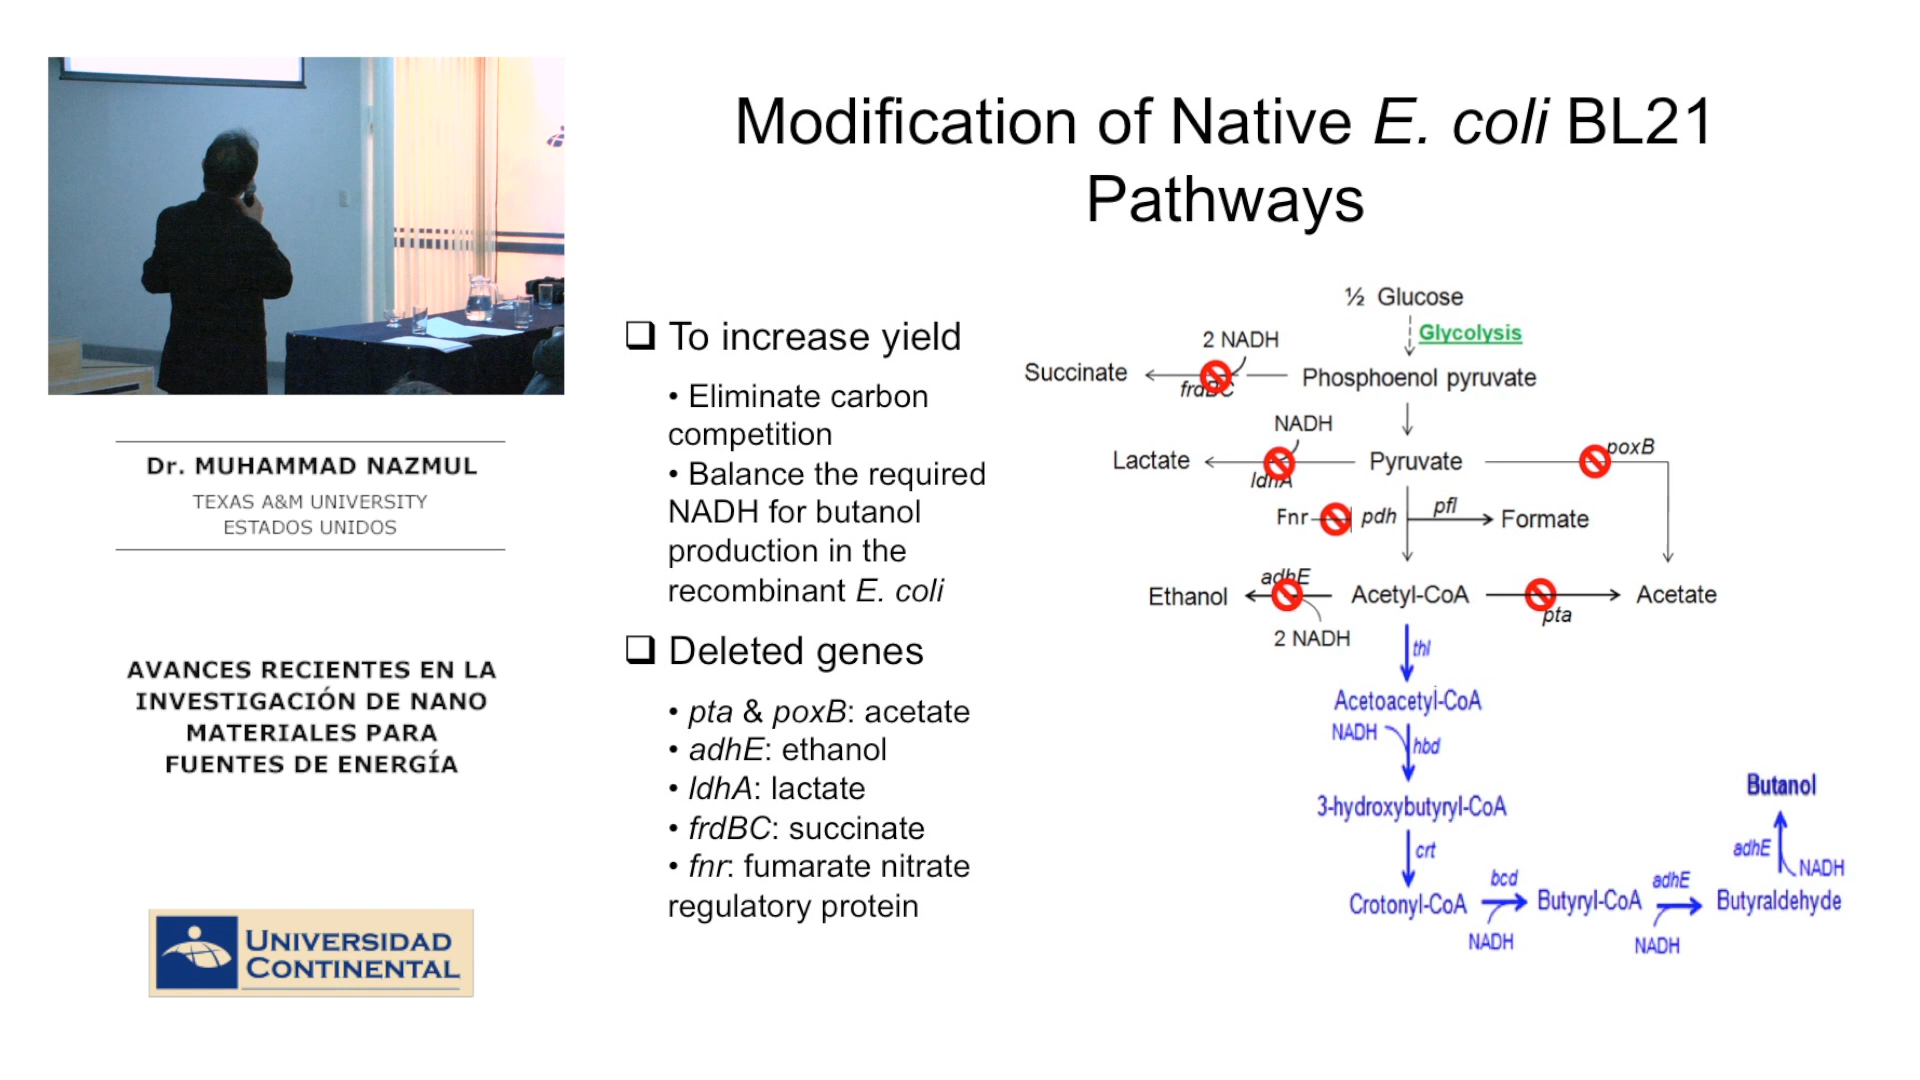 Modification of Native E. coli BL21
Pathways
Dr. MUHAMMAD NAZMUL
TEXAS A&M UNIVERSITY
ESTADOS UNIDOS
AVANCES RECIENTES EN LA
INVESTIGACIÓN DE NANO
MATERIALES PARA
FUENTES DE ENERGÍA
UNIVERSIDAD
CONTINENTAL
❑ To increase yield
• Eliminate carbon
competition
• Balance the required
NADH for butanol
production in the
recombinant E. coli
❑ Deleted genes
• pta & poxB: acetate
• adhE: ethanol
• ldhA: lactate
• frdBC: succinate
• fnr: fumarate nitrate
regulatory protein
½ Glucose
Glycolysis
2 NADH
Succinate
frdBC
Phosphoenol pyruvate
NADH
Lactate
ldhA
Pyruvate
poxB
Fnr
pdh
pfl
Formate
Ethanol
adhE
2 NADH
Acetyl-CoA
pta
Acetate
thl
Acetoacetyl-CoA
NADH
hbd
3-hydroxybutyryl-CoA
crt
Crotonyl-CoA
bcd
NADH
Butyryl-CoA
adhE
NADH
Butyraldehyde
adhE
NADH
Butanol